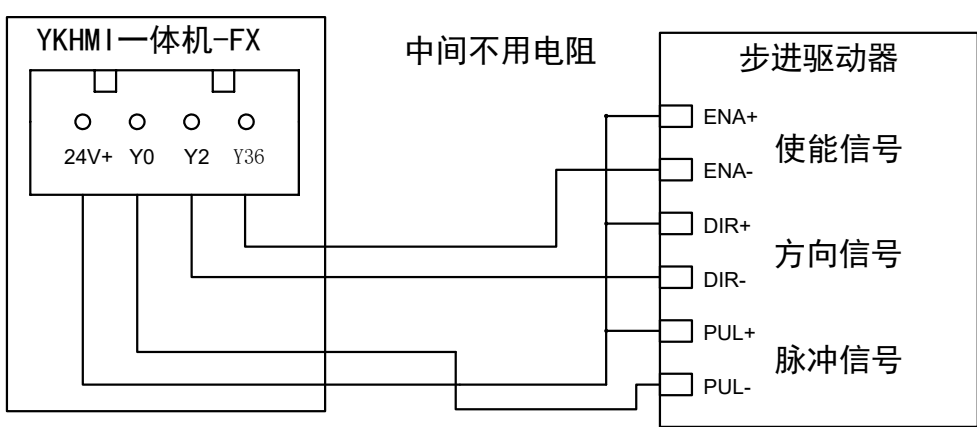 YKHMI一体机-FX
24V+ Y0 Y2 Y36
中间不用电阻
步进驱动器
ENA+
使能信号
ENA-
DIR+
方向信号
DIR-
PUL+
脉冲信号
PUL-